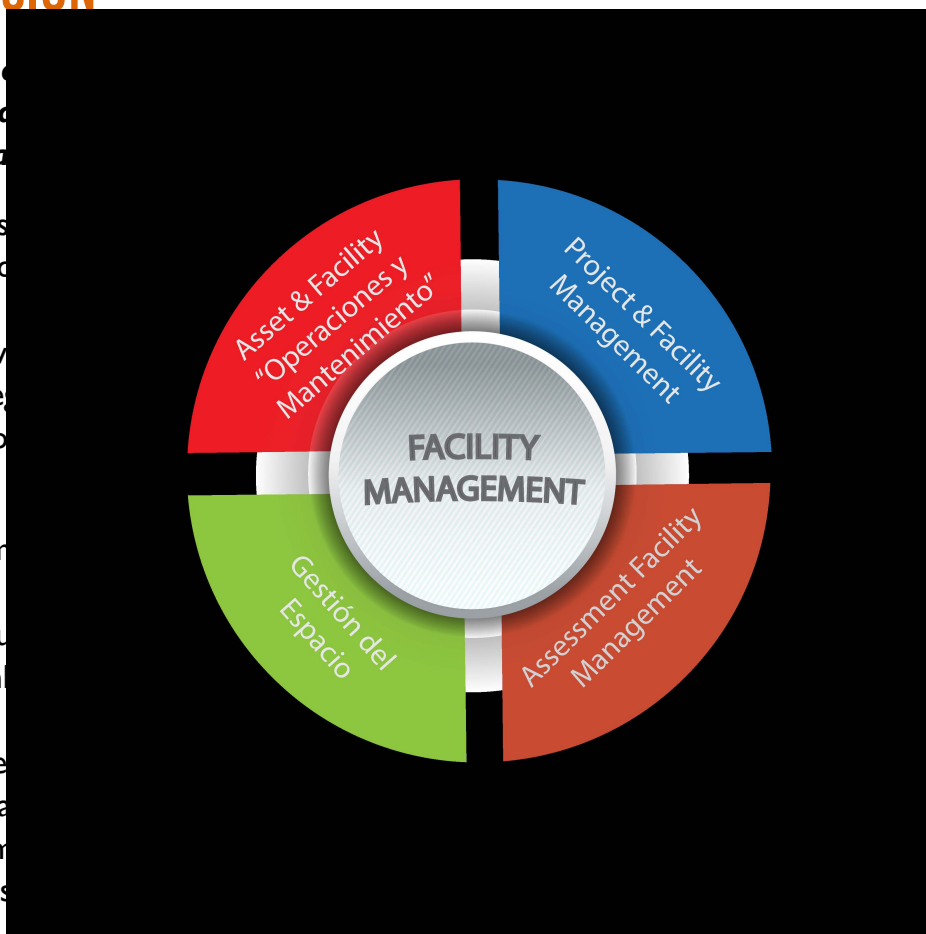 Asset & Facility
“Operaciones y
Mantenimiento”
Project & Facility
Management
FACILITY
MANAGEMENT
Gestión del
Espacio
Assessment Facility
Management